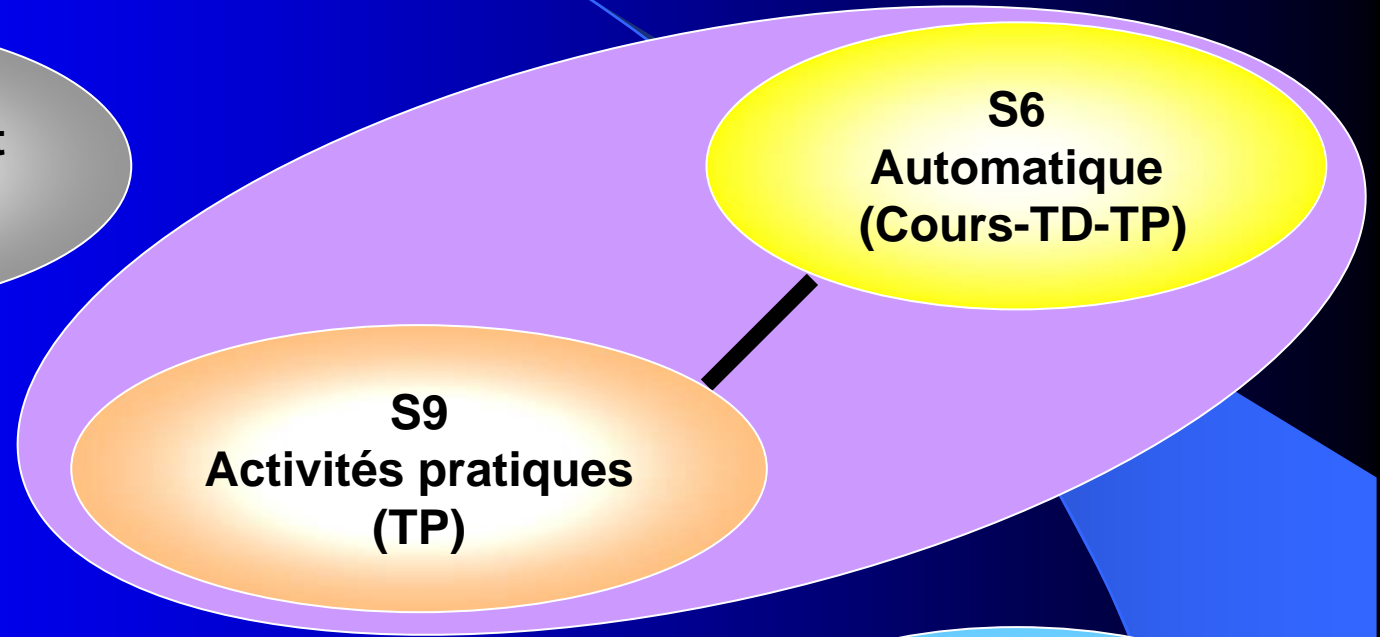 S6
Automatique
(Cours-TD-TP)
S9
Activités pratiques
(TP)